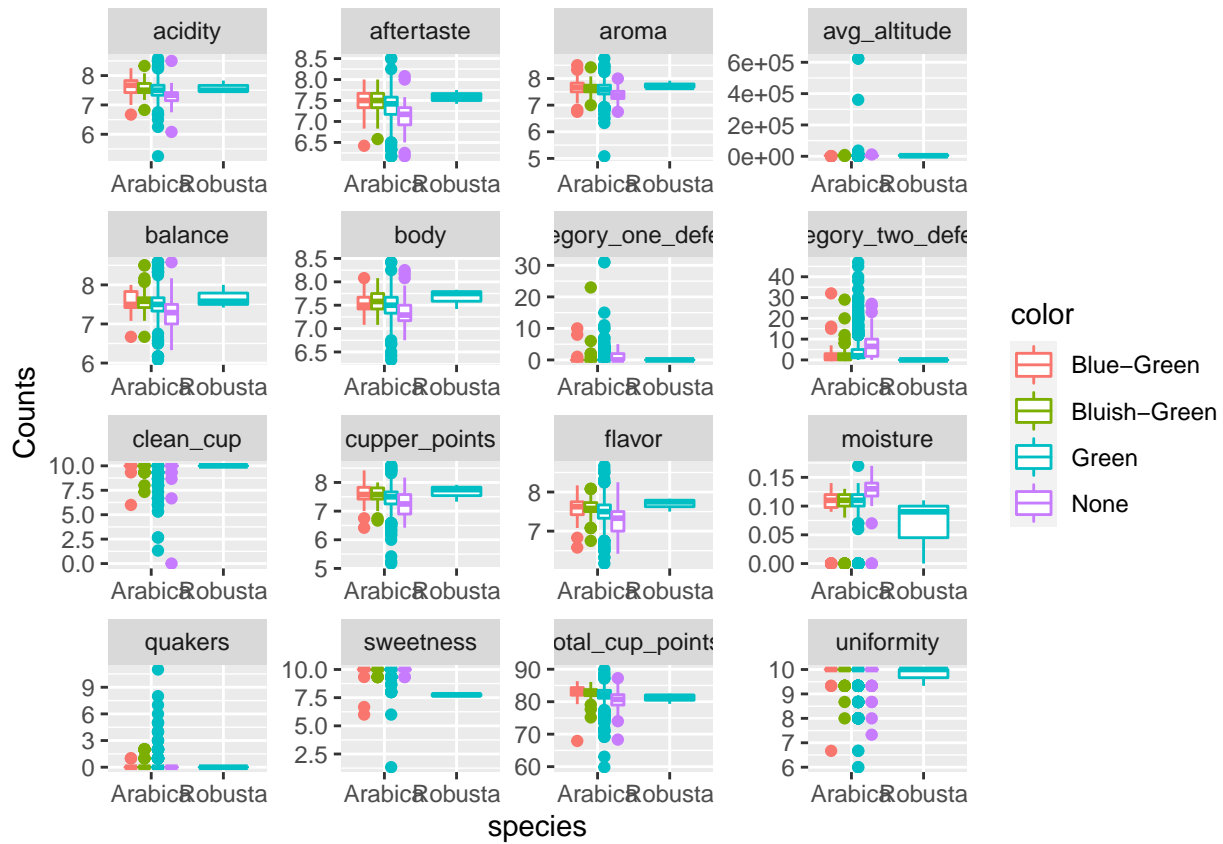 acidity
8
7
6
Arabica Robusta
aftertaste
8.5
8.0
7.5
7.0
6.5
Arabica Robusta
aroma
8
7
6
5
Arabica Robusta
avg_altitude
6e+05
4e+05
2e+05
0e+00
Arabica Robusta
balance
8
7
6
Arabica Robusta
body
8.5
8.0
7.5
7.0
6.5
Arabica Robusta
egory_one_defe
30
20
10
0
Arabica Robusta
egory_two_defe
40
30
20
10
0
Arabica Robusta
clean_cup
10.0
7.5
5.0
2.5
0.0
Arabica Robusta
cupper_points
8
7
6
5
Arabica Robusta
flavor
8
7
Arabica Robusta
moisture
0.15
0.10
0.05
0.00
Arabica Robusta
quakers
9
6
3
0
Arabica Robusta
sweetness
10.0
7.5
5.0
2.5
Arabica Robusta
otal_cup_points
90
80
70
60
Arabica Robusta
uniformity
10
9
8
7
6
Arabica Robusta
Counts
species
color
Blue−Green
Bluish−Green
Green
None